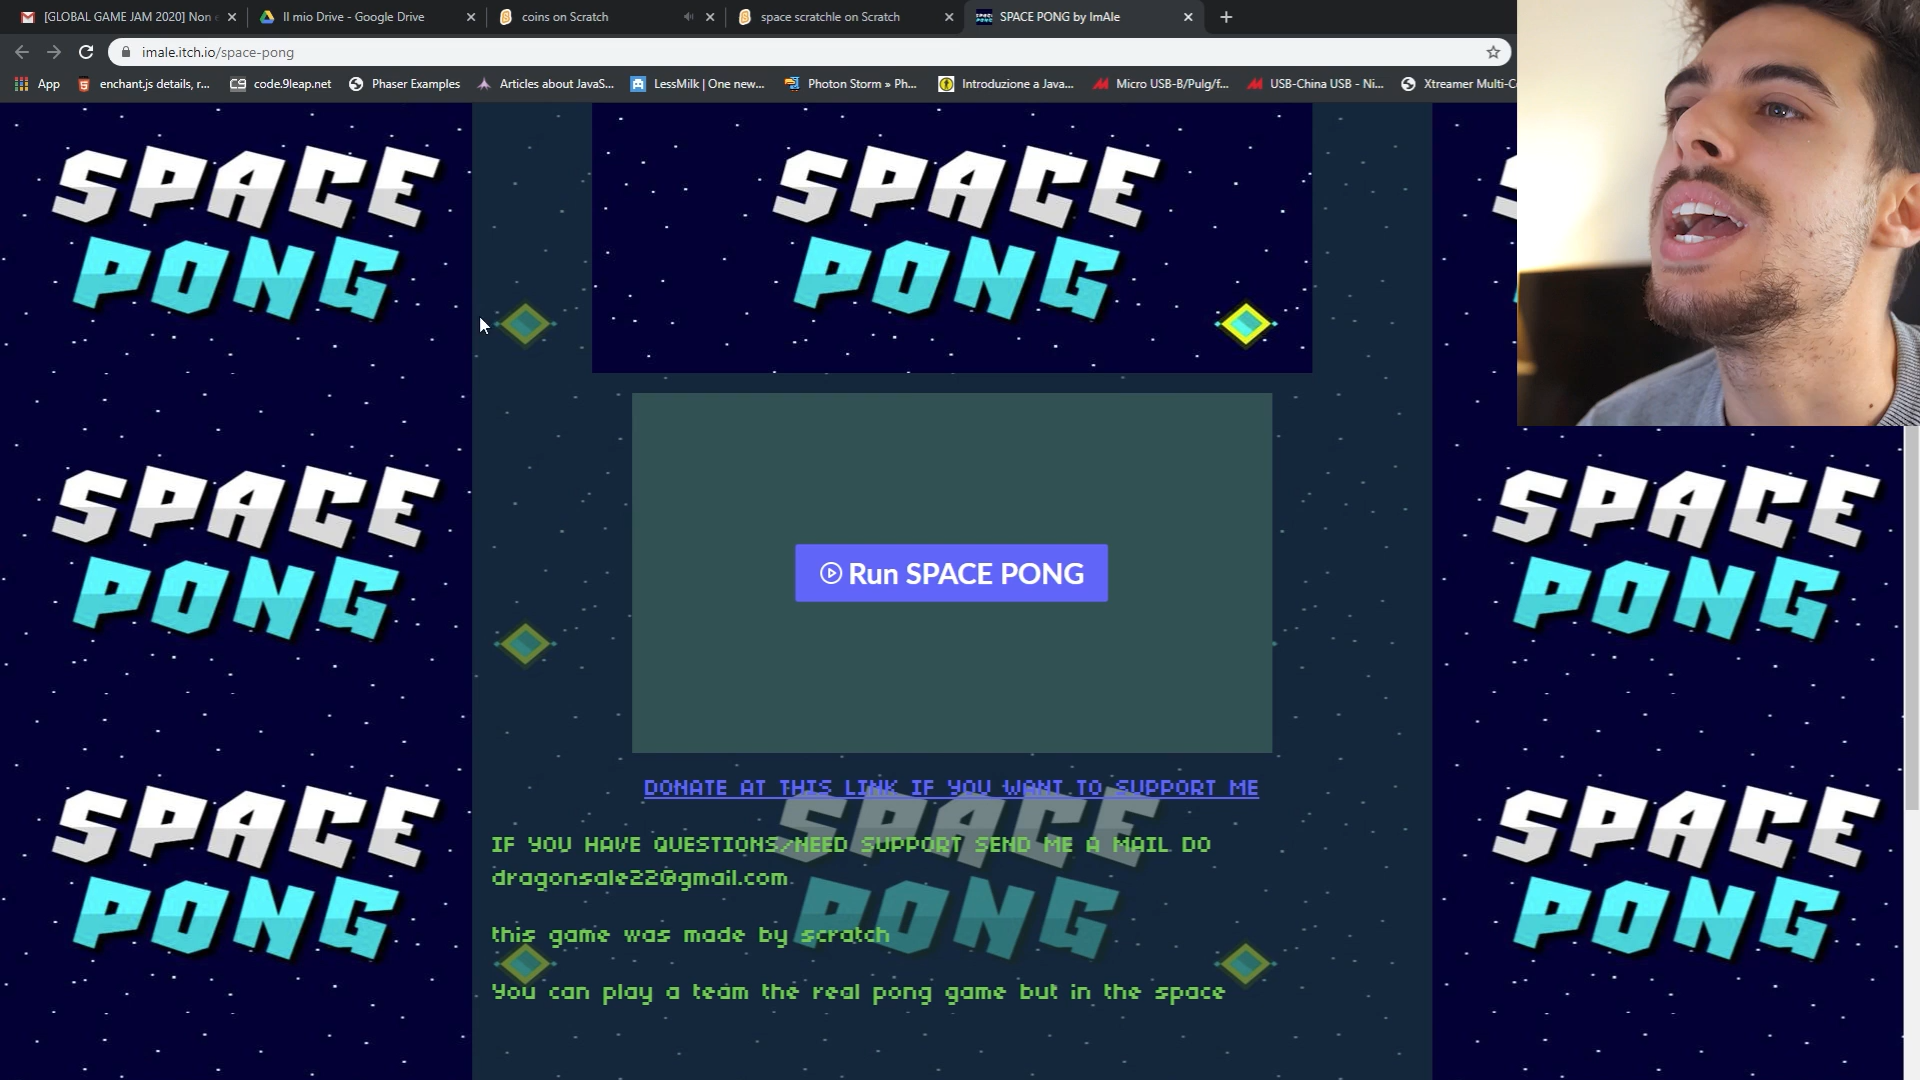 [GLOBAL GAME JAM 2020] Non
Il mio Drive - Google Drive
coins on Scratch
space scratchle on Scratch
SPACE PONG by ImAle
imale.itch.io/space-pong
App
enchant.js details, r...
C9
code.9leap.net
Phaser Examples
Articles about JavaS...
LessMilk | One new...
Photon Storm » Ph...
Introduzione a Java...
Micro USB-B/Pulg/f...
USB-China USB - Ni...
Xtreamer Multi-C
SPACE
PONG
SPACE
PONG
SPACE
PONG
SPACE
PONG
Run SPACE PONG
SPACE
PONG
DONATE AT THIS LINK IF YOU WANT TO SUPPORT ME
SPACE
PONG
IF YOU HAVE QUESTIONS/NEED SUPPORT SEND ME A MAIL DO
dragonsale22@gmail.com
this game was made by scratch
You can play a team the real pong game but in the space
SPACE
PONG